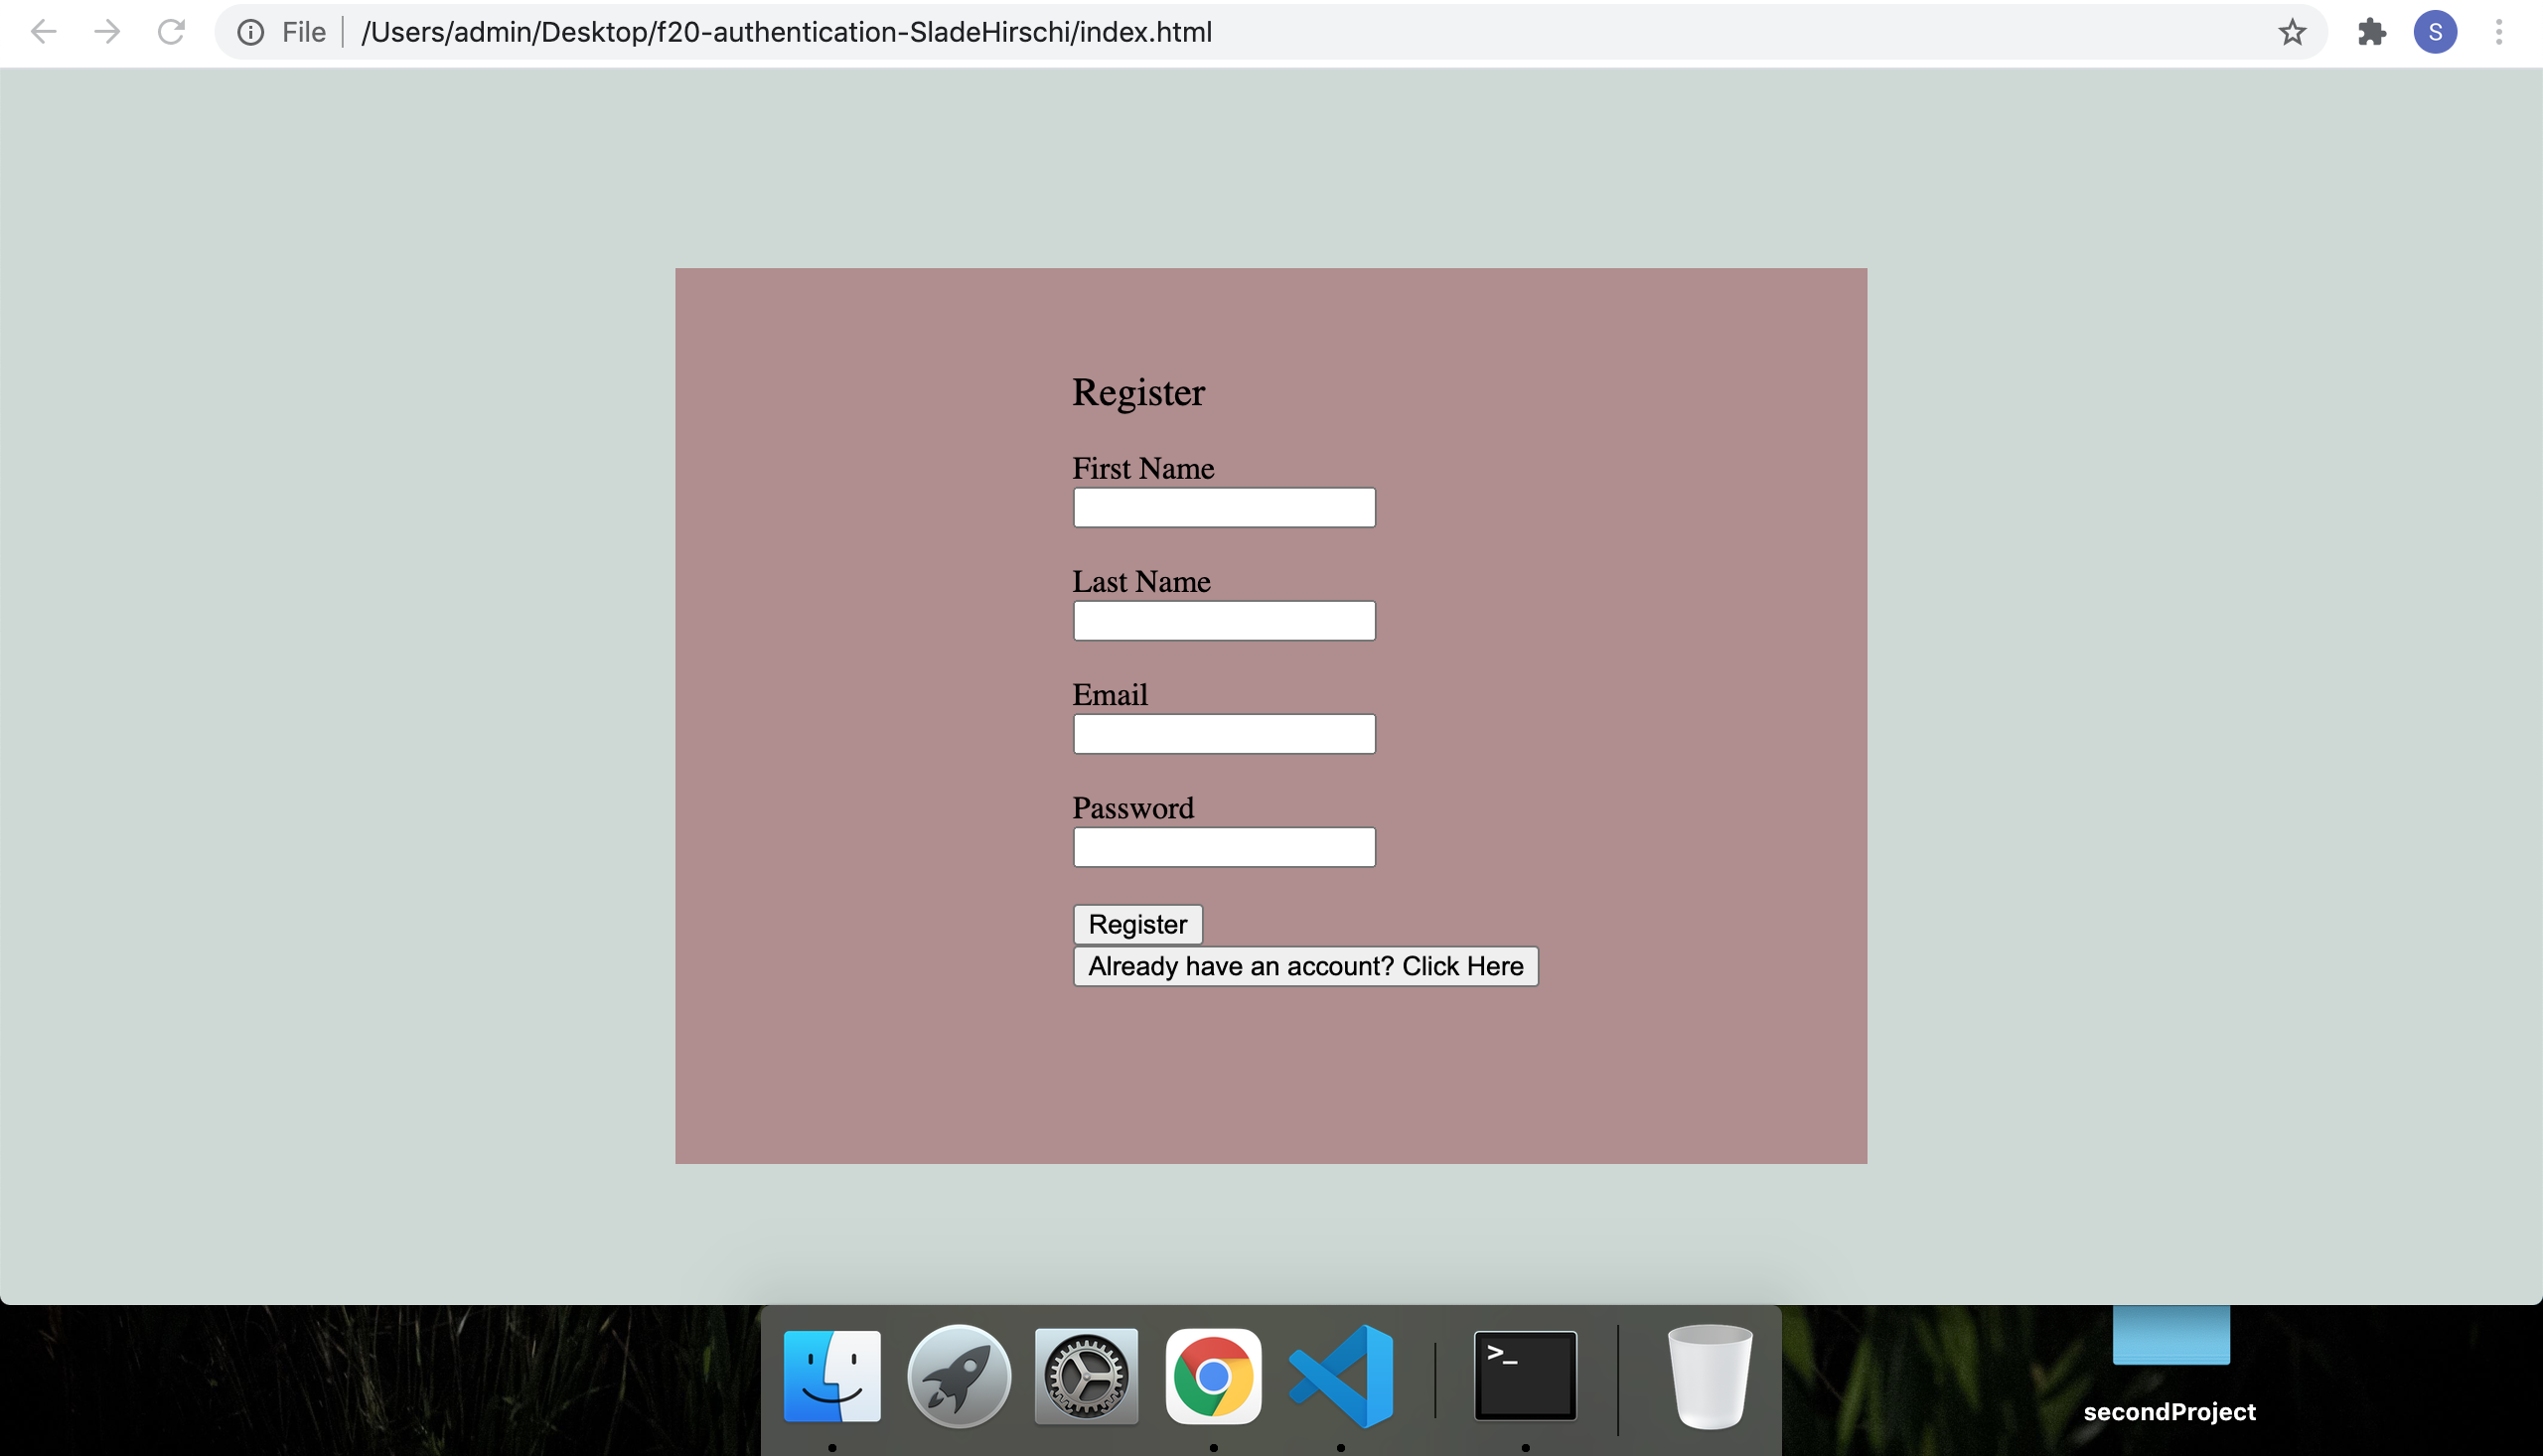 File /Users/admin/Desktop/f20-authentication-SladeHirschi/index.html
S
Register
First Name
Last Name
Email
Password
Register
Already have an account? Click Here
>_
secondProject